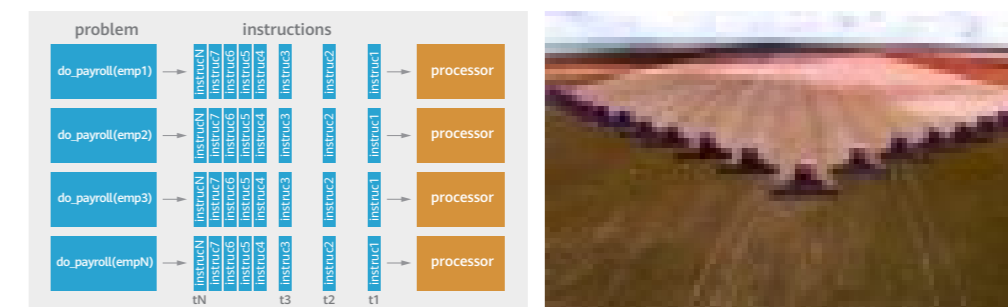 problem
instructions
do_payroll(emp1)
instrucN
instruc7
instruc6
instruc5
instruc4
instruc3
instruc2
instruc1
processor
do_payroll(emp2)
instrucN
instruc7
instruc6
instruc5
instruc4
instruc3
instruc2
instruc1
processor
do_payroll(emp3)
instrucN
instruc7
instruc6
instruc5
instruc4
instruc3
instruc2
instruc1
processor
do_payroll(empN)
instrucN
instruc7
instruc6
instruc5
instruc4
instruc3
instruc2
instruc1
processor
tN
t3
t2
t1